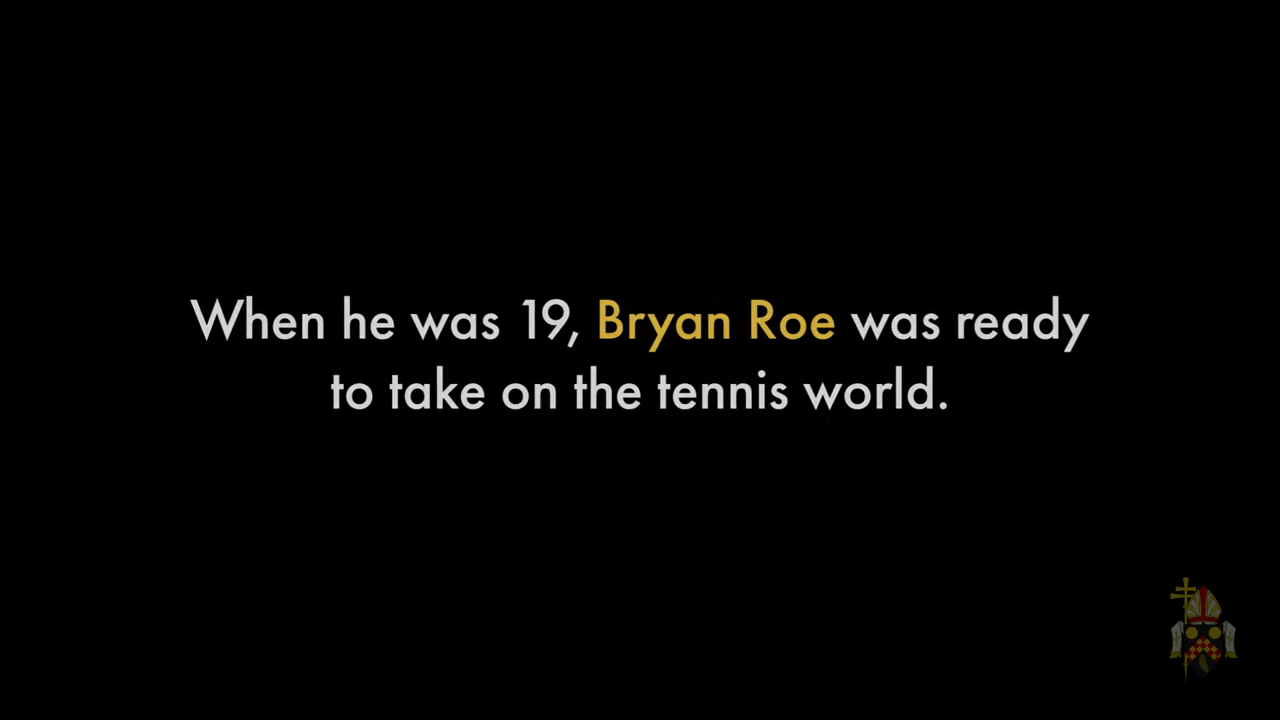 When he was 19, Bryan Roe was ready
to take on the tennis world.